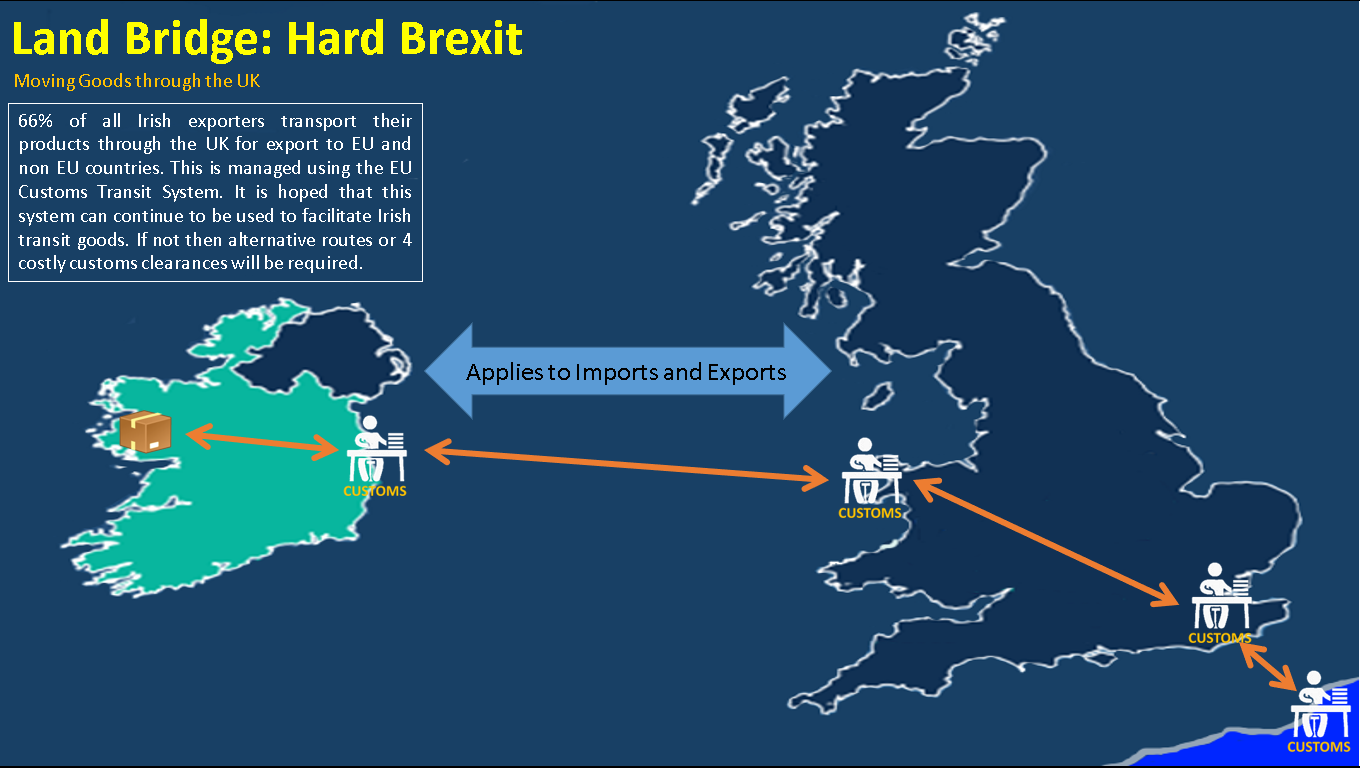 Land Bridge: Hard Brexit
Moving Goods through the UK
66% of all Irish exporters transport their
products through the UK for export to EU and
non EU countries. This is managed using the EU
Customs Transit System. It is hoped that this
system can continue to be used to facilitate Irish
transit goods. If not then alternative routes or 4
costly customs clearances will be required.
Applies to Imports and Exports
CUSTOMS
CUSTOMS
CUSTOMS
CUSTOMS